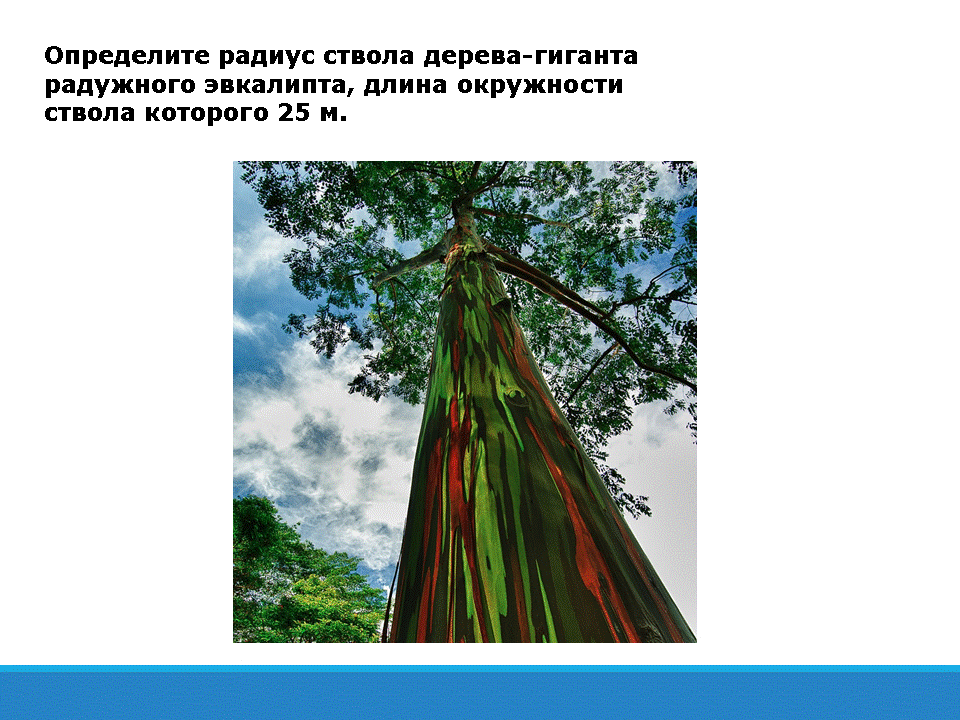 Определите радиус ствола дерева-гиганта
радужного эвкалипта, длина окружности
ствола которого 25 м.